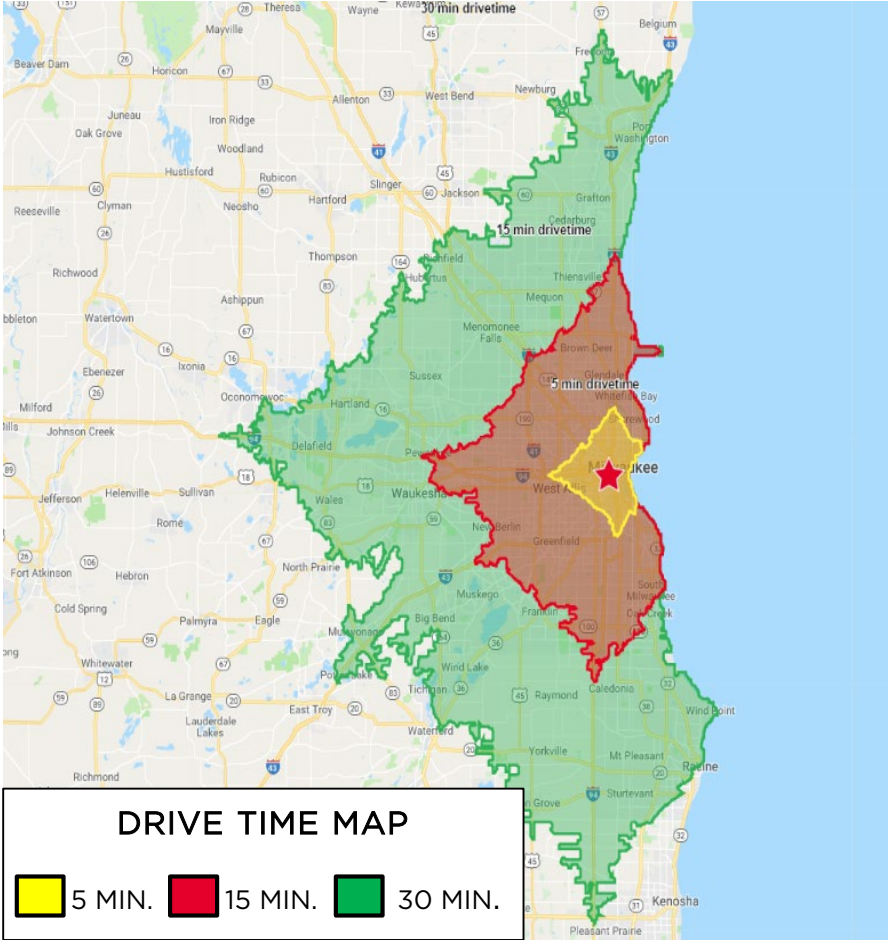 Theresa
Wayne
30 min drivetime
Belgium
Mayville
Beaver Dam
Horicon
Allenton
West Bend
Newburg
Port
Washington
Juneau
Oak Grove
Iron Ridge
Woodland
Hustisford
Rubicon
Slinger
Jackson
Hartford
Neosho
Clyman
Reeseville
Grafton
Cedarburg
15 min drivetime
Thompson
Richfield
Hubertus
Thiensville
Richwood
Ashippun
Mequon
Watertown
Menomonee
Falls
Ixonia
Brown Deer
Ebenezer
Sussex
Glendale
5 min drivetime
Whitefish Bay
Oconomowoc
Hartland
Milford
Johnson Creek
Delafield
Milwaukee
Waukesha
West Allis
Jefferson
Helenville
Sullivan
Wales
Rome
New Berlin
Greenfield
North Prairie
Fort Atkinson
Hebron
Muskego
South
Milwaukee
Oak Creek
Franklin
Cold Spring
Palmyra
Eagle
Big Bend
Mukwonago
Whitewater
Wind Lake
La Grange
East Troy
Tichigan
Raymond
Caledonia
Wind Point
Lauderdale
Lakes
Waterford
Yorkville
Mt Pleasant
Racine
Richmond
Sturtevant
DRIVE TIME MAP
5 MIN.
15 MIN.
30 MIN.
Kenosha
Pleasant Prairie